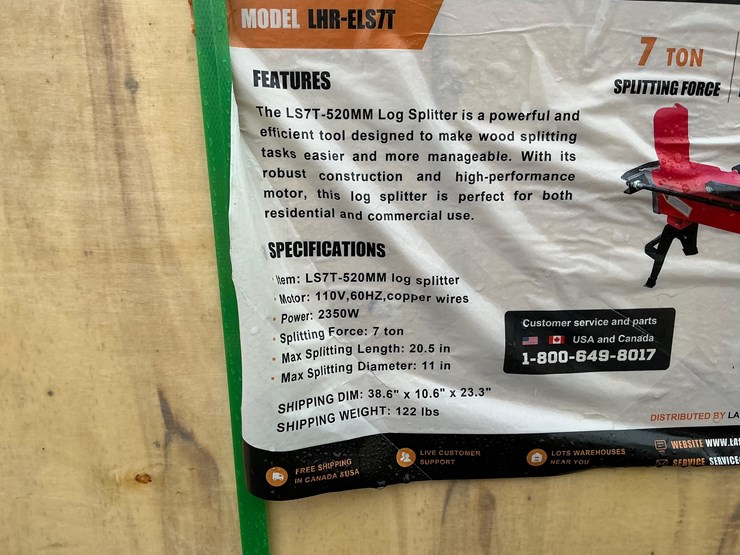 MODEL LHR-ELS7T
7 TON
SPLITTING FORCE
FEATURES
The LS7T-520MM Log Splitter is a powerful and
efficient tool designed to make wood splitting
tasks easier and more manageable. With its
robust construction and high-performance
motor, this log splitter is perfect for both
residential and commercial use.
SPECIFICATIONS
Item: LS7T-520MM log splitter
Motor: 110V,60HZ,copper wires
Power: 2350W
Splitting Force: 7 ton
Max Splitting Length: 20.5 in
Max Splitting Diameter: 11 in
SHIPPING DIM: 38.6" x 10.6" x 23.3"
SHIPPING WEIGHT: 122 lbs
Customer service and parts
USA and Canada
1-800-649-8017
DISTRIBUTED BY LA
FREE SHIPPING
IN CANADA &USA
LIVE CUSTOMER
SUPPORT
LOTS WAREHOUSES
NEAR YOU
WEBSITE WWW.LA
SERVICE SERVICE